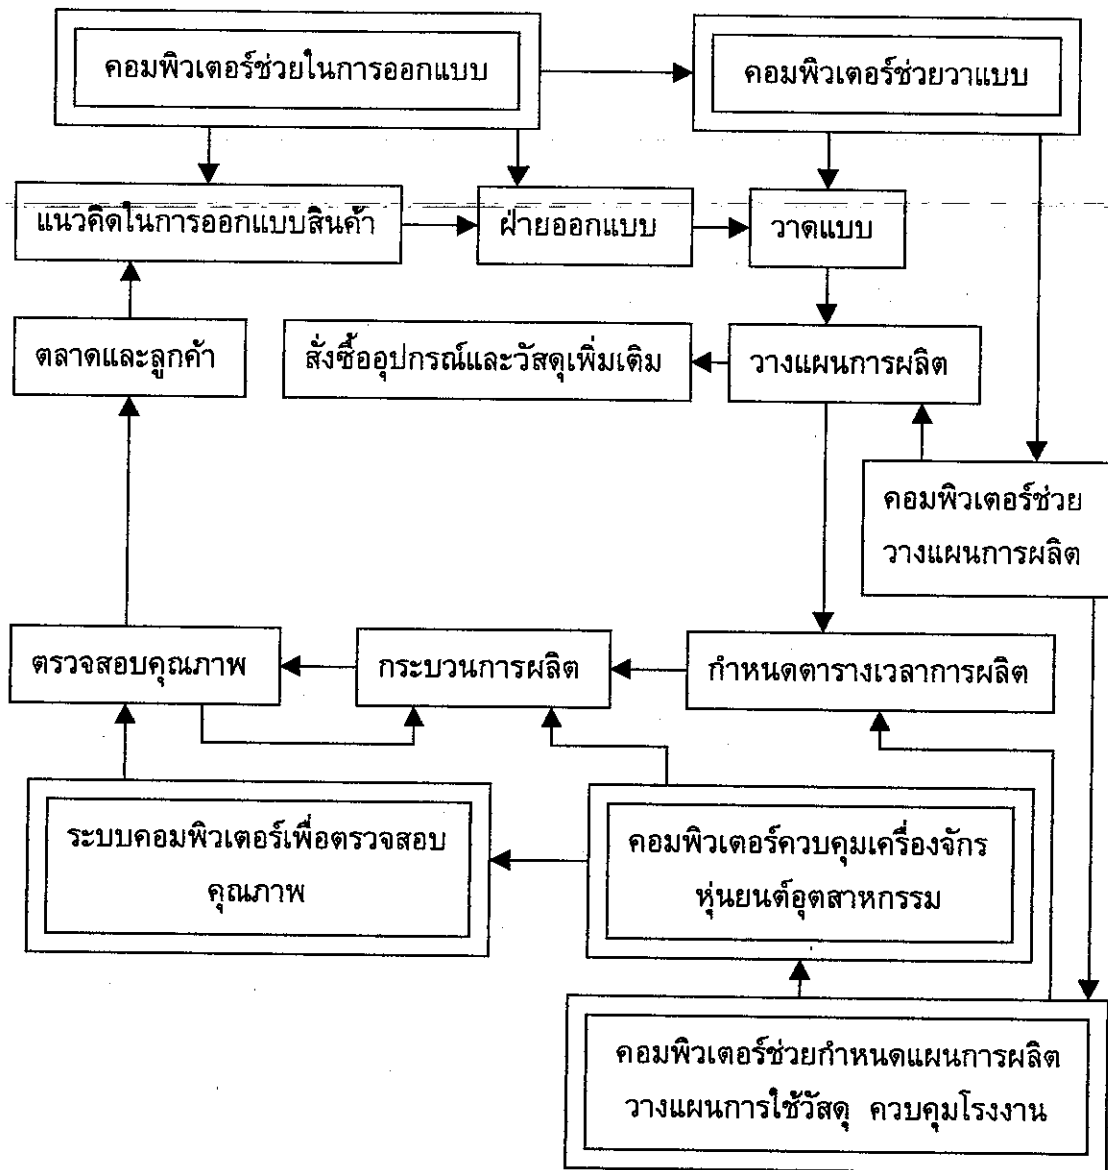 คอมพิวเตอร์ช่วยในการออกแบบ
คอมพิวเตอร์ช่วยวาแบบ
แนวคิดในการออกแบบสินค้า
ฝ่ายออกแบบ
วาดแบบ
ตลาดและลูกค้า
สั่งซื้ออุปกรณ์และวัสดุเพิ่มเติม
วางแผนการผลิต
คอมพิวเตอร์ช่วย
วางแผนการผลิต
ตรวจสอบคุณภาพ
กระบวนการผลิต
กำหนดตารางเวลาการผลิต
ระบบคอมพิวเตอร์เพื่อตรวจสอบ
คุณภาพ
คอมพิวเตอร์ควบคุมเครื่องจักร
หุ่นยนต์อุตสาหกรรม
คอมพิวเตอร์ช่วยกำหนดแผนการผลิต
วางแผนการใช้วัสดุ ควบคุมโรงงาน